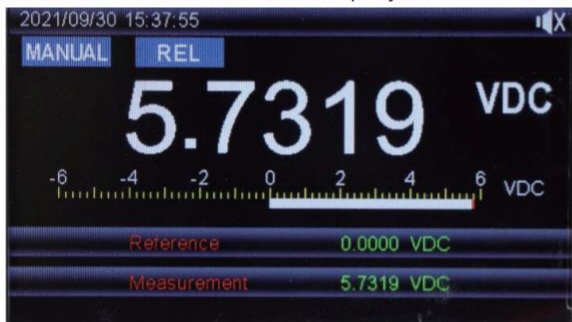 2021/09/30 15:37:55
MANUAL REL
5.7319 VDC
-6 -4 -2 0 2 4 6 VDC
Reference 0.0000 VDC
Measurement 5.7319 VDC